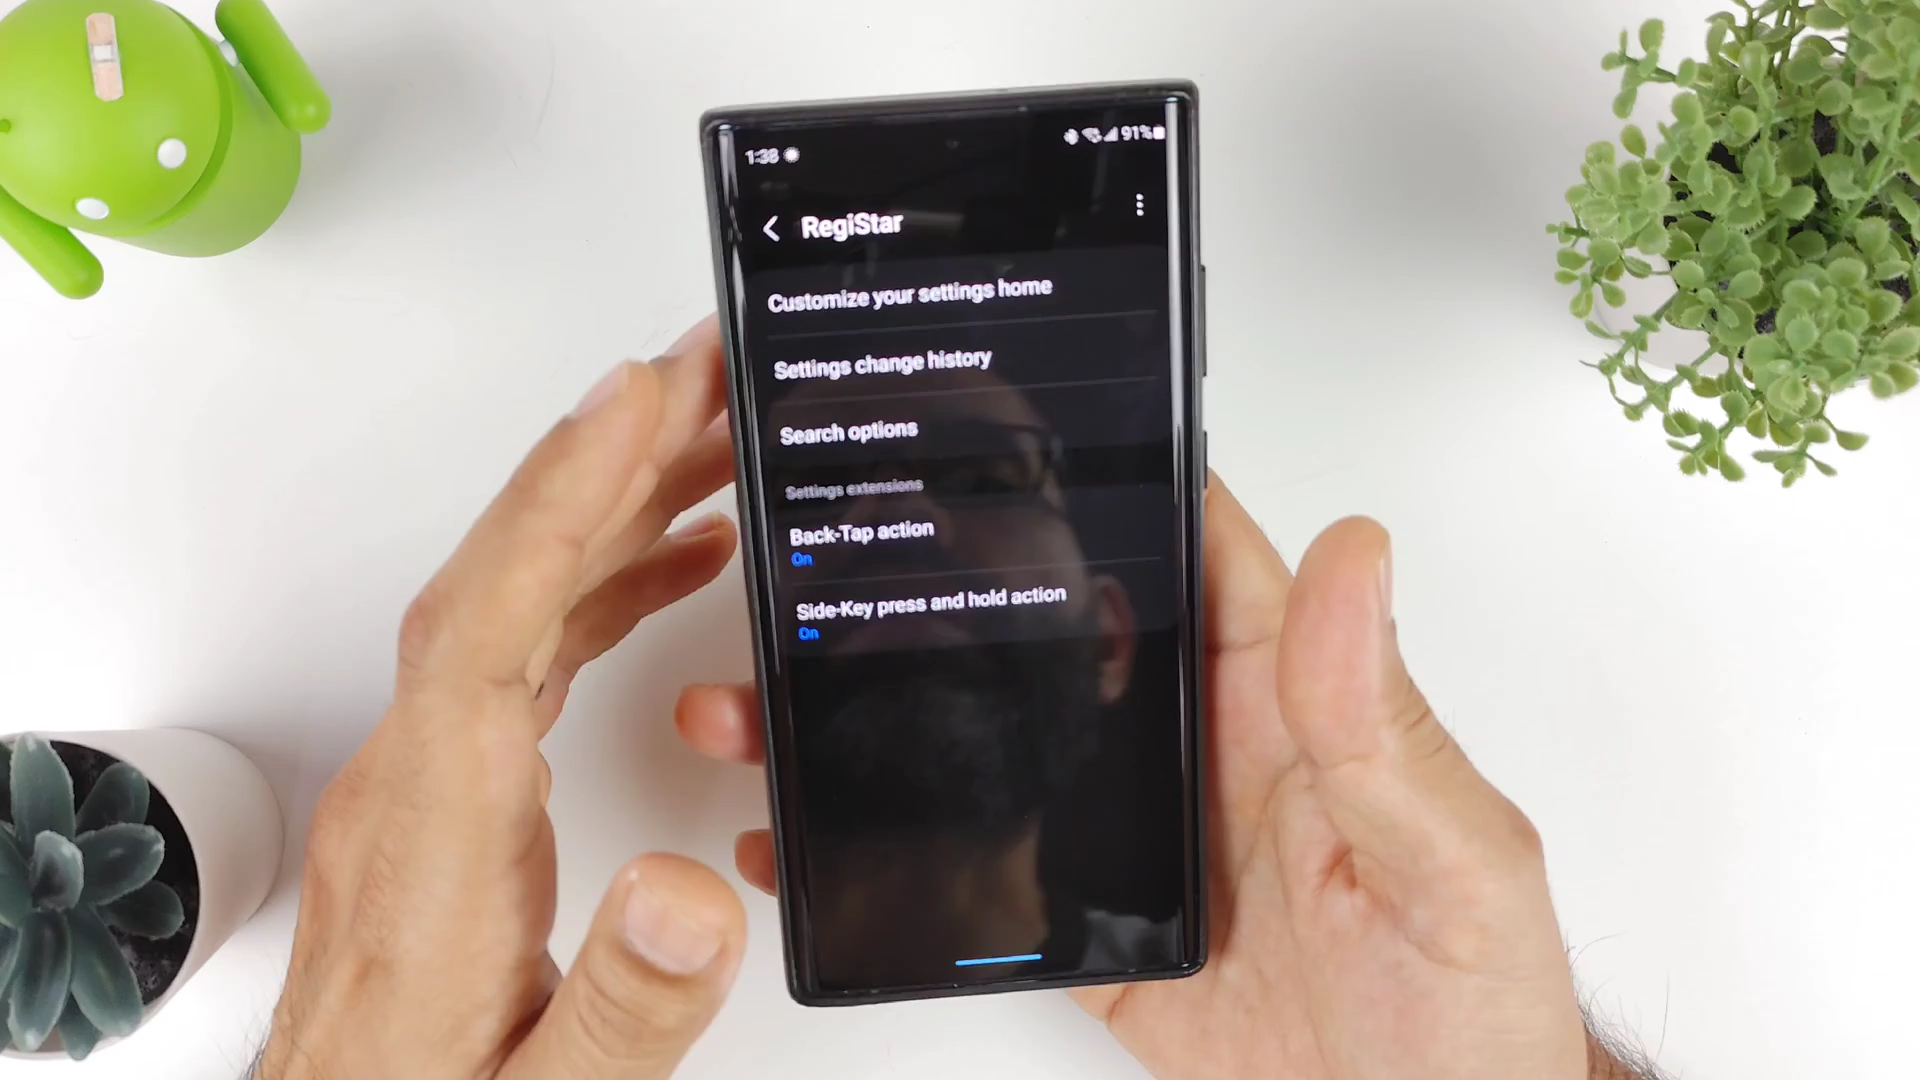 1:38
91%
RegiStar
Customize your settings home
Settings change history
Search options
Settings extensions
Back-Tap action
On
Side-Key press and hold action
On